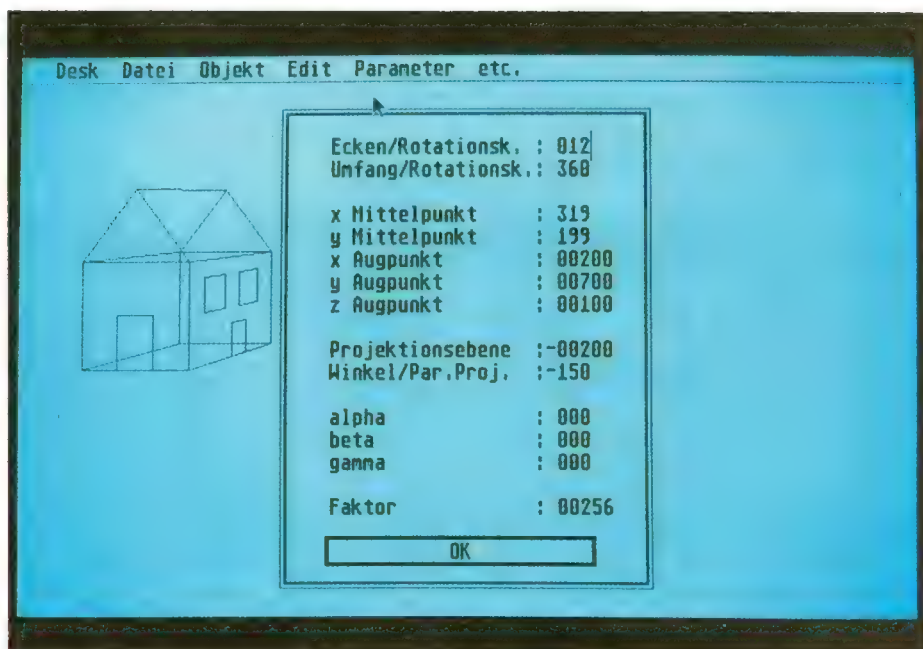 Desk Datei Objekt Edit Parameter etc.
Ecken/Rotationsk. : 012
Umfang/Rotationsk.: 360
x Mittelpunkt : 319
y Mittelpunkt : 199
x Augpunkt : 00200
y Augpunkt : 00700
z Augpunkt : 00100
Projektionsebene :-00200
Winkel/Par.Proj. :-150
alpha : 000
beta : 000
gamma : 000
Faktor : 00256
OK